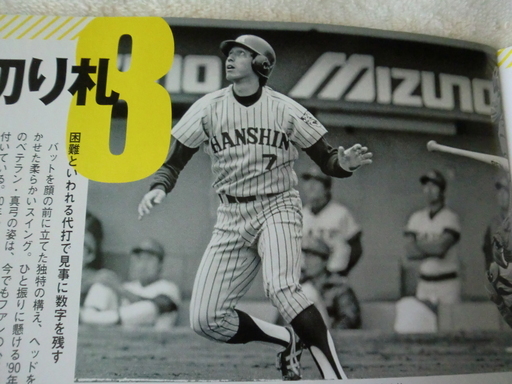 切り札
8
困難といわれる代打で見事に数字を残す
バットを顔の前に立てた独特の構え、ヘッドを
かせた柔らかいスイング。ひと振りに懸ける'90年
のベテラン・真弓の姿は、今でもファンの
付いている。
MIZUNO
HANSHIN
7